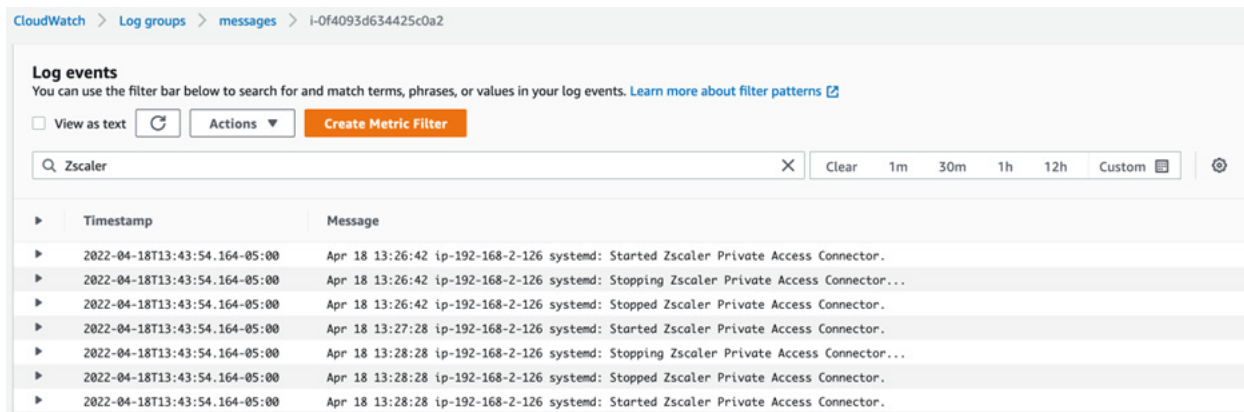 CloudWatch > Log groups > messages > i-0f4093d634425c0a2
Log events
You can use the filter bar below to search for and match terms, phrases, or values in your log events. Learn more about filter patterns
View as text Actions ▼ Create Metric Filter
Zscaler Clear 1m 30m 1h 12h Custom
Timestamp Message
2022-04-18T13:43:54.164-05:00 Apr 18 13:26:42 ip-192-168-2-126 systemd: Started Zscaler Private Access Connector.
2022-04-18T13:43:54.164-05:00 Apr 18 13:26:42 ip-192-168-2-126 systemd: Stopping Zscaler Private Access Connector...
2022-04-18T13:43:54.164-05:00 Apr 18 13:26:42 ip-192-168-2-126 systemd: Stopped Zscaler Private Access Connector.
2022-04-18T13:43:54.164-05:00 Apr 18 13:27:28 ip-192-168-2-126 systemd: Started Zscaler Private Access Connector.
2022-04-18T13:43:54.164-05:00 Apr 18 13:28:28 ip-192-168-2-126 systemd: Stopping Zscaler Private Access Connector...
2022-04-18T13:43:54.164-05:00 Apr 18 13:28:28 ip-192-168-2-126 systemd: Stopped Zscaler Private Access Connector.
2022-04-18T13:43:54.164-05:00 Apr 18 13:28:28 ip-192-168-2-126 systemd: Started Zscaler Private Access Connector.